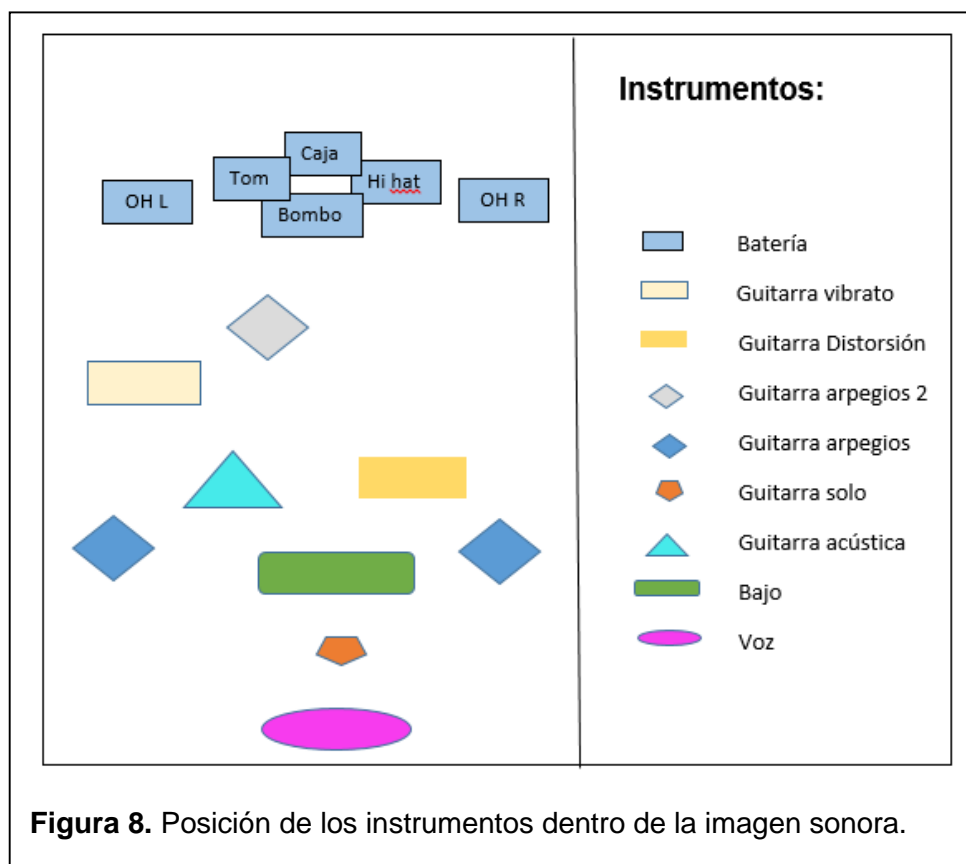 Caja
Tom
Hi hat
OH L
OH R
Bombo
Instrumentos:
Batería
Guitarra vibrato
Guitarra Distorsión
Guitarra arpegios 2
Guitarra arpegios
Guitarra solo
Guitarra acústica
Bajo
Voz
Figura 8. Posición de los instrumentos dentro de la imagen sonora.